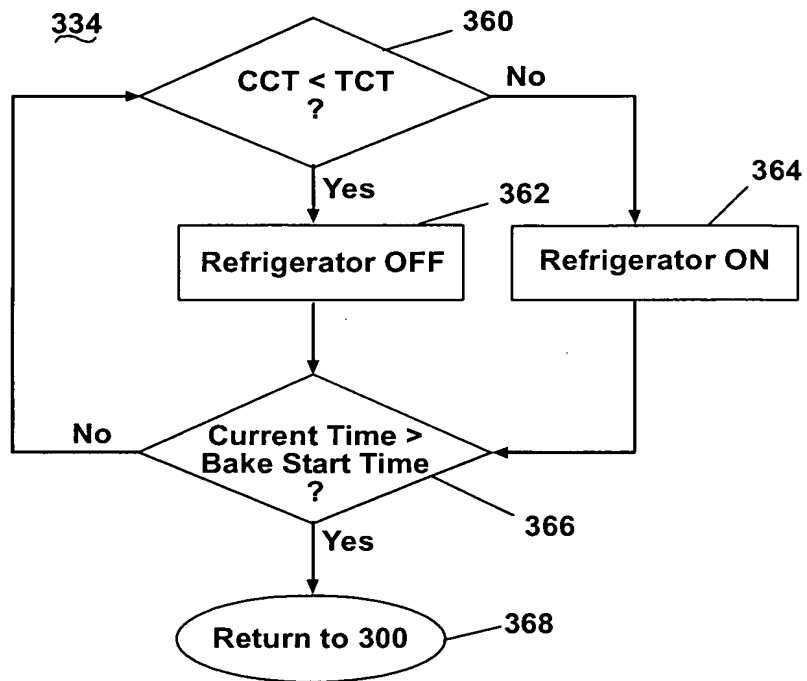 334
360
CCT < TCT
?
No
Yes
362
364
Refrigerator OFF
Refrigerator ON
No
Current Time >
Bake Start Time
?
366
Yes
Return to 300
368